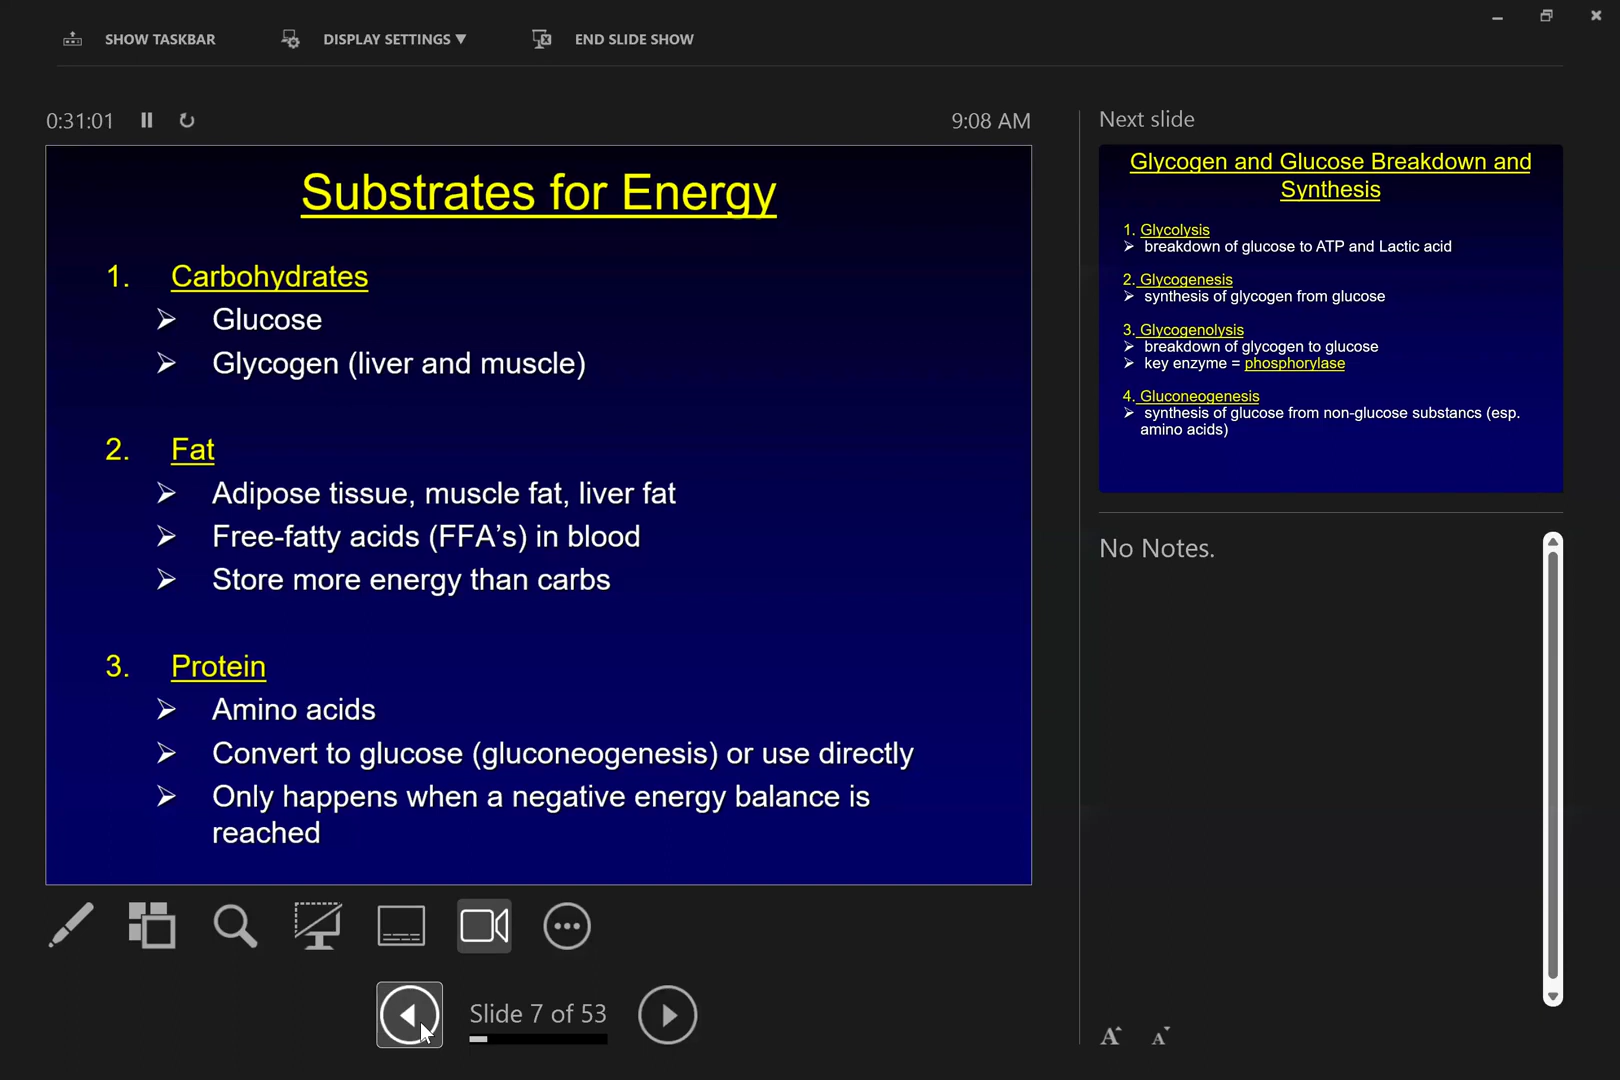 SHOW TASKBAR
DISPLAY SETTINGS ▼
END SLIDE SHOW
0:31:01
9:08 AM
Substrates for Energy
1. Carbohydrates
➢ Glucose
➢ Glycogen (liver and muscle)
2. Fat
➢ Adipose tissue, muscle fat, liver fat
➢ Free-fatty acids (FFA’s) in blood
➢ Store more energy than carbs
3. Protein
➢ Amino acids
➢ Convert to glucose (gluconeogenesis) or use directly
➢ Only happens when a negative energy balance is
reached
Slide 7 of 53
Next slide
Glycogen and Glucose Breakdown and
Synthesis
1. Glycolysis
➢ breakdown of glucose to ATP and Lactic acid
2. Glycogenesis
➢ synthesis of glycogen from glucose
3. Glycogenolysis
➢ breakdown of glycogen to glucose
➢ key enzyme = phosphorylase
4. Gluconeogenesis
➢ synthesis of glucose from non-glucose substancs (esp.
amino acids)
No Notes.
A A